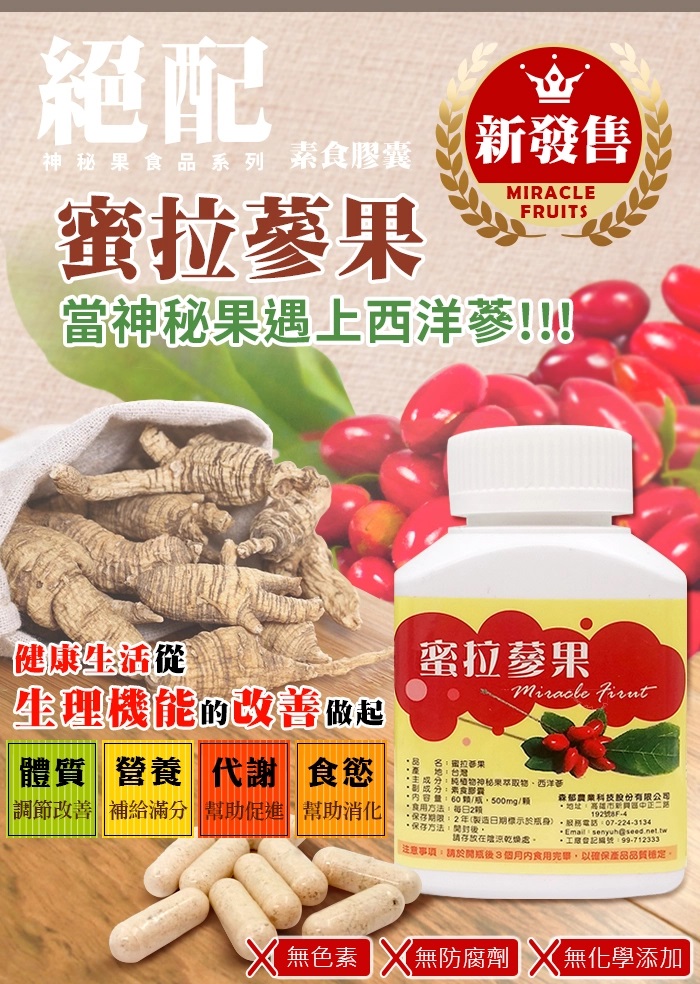 絕配
神秘果食品系列 素食膠囊
新發售
MIRACLE
FRUITS
蜜拉蔘果
當神秘果遇上西洋蔘!!!
健康生活從
生理機能的改善做起
體質
調節改善
營養
補給滿分
代謝
幫助促進
食慾
幫助消化
蜜拉蔘果
Miracle Firut
・品 名：蜜拉蔘果
・產 地：台灣
・主 成 分：純植物神秘果萃取物、西洋蔘
・副 成 分：素食膠囊
・內 容 量：60顆/瓶，500mg/顆
・食用方法：每日2顆
・保存期限：2年(製造日期標示於瓶身)
・保存方法：開封後，
請存放在陰涼乾燥處。
森郁農業科技股份有限公司
・地址：高雄市新興區中正二路
192號8F-4
・服務電話：07-224-3134
・Email：senyuh@seed.net.tw
・工廠登記編號：99-712333
注意事項：請於開瓶後3個月內食用完畢，以確保產品品質穩定。
無色素
無防腐劑
無化學添加